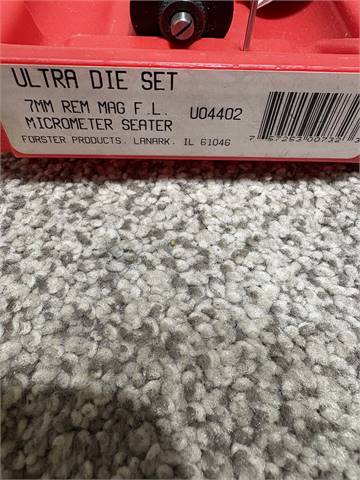 ULTRA DIE SET
7MM REM MAG F.L. U04402
MICROMETER SEATER
FORSTER PRODUCTS. LANARK. IL 61046